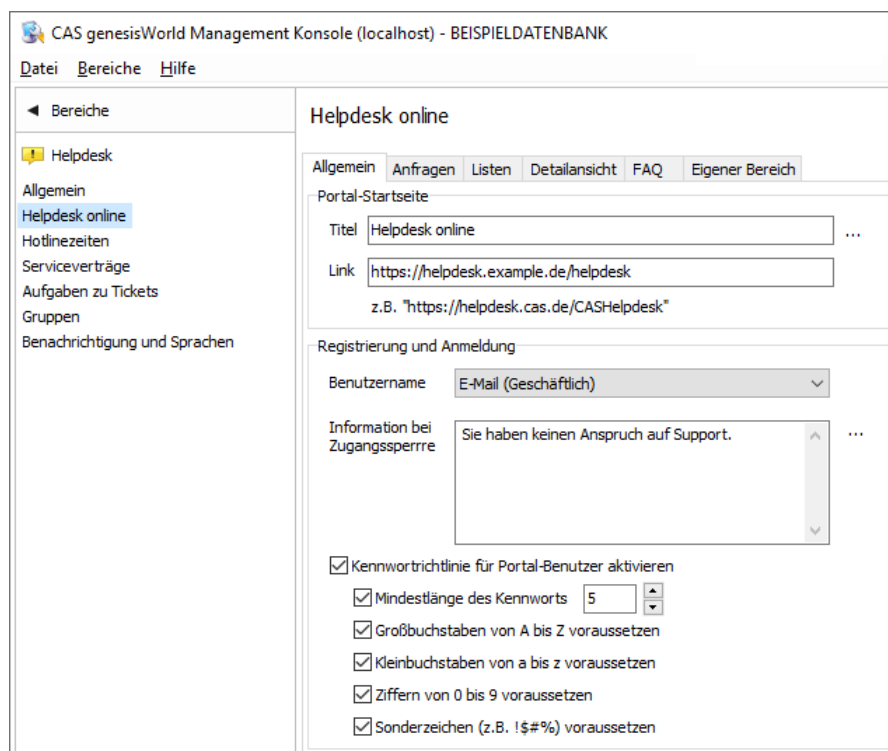 CAS genesisWorld Management Konsole (localhost) - BEISPIELDATENBANK
Datei Bereiche Hilfe
Bereiche
Helpdesk
Allgemein
Helpdesk online
Hotlinezeiten
Serviceverträge
Aufgaben zu Tickets
Gruppen
Benachrichtigung und Sprachen
Helpdesk online
Allgemein Anfragen Listen Detailansicht FAQ Eigener Bereich
Portal-Startseite
Titel Helpdesk online ...
Link https://helpdesk.example.de/helpdesk
z.B. "https://helpdesk.cas.de/CASHelpdesk"
Registrierung und Anmeldung
Benutzername E-Mail (Geschäftlich)
Information bei
Zugangssperrre
Sie haben keinen Anspruch auf Support. ...
Kennwortrichtlinie für Portal-Benutzer aktivieren
Mindestlänge des Kennworts 5
Großbuchstaben von A bis Z voraussetzen
Kleinbuchstaben von a bis z voraussetzen
Ziffern von 0 bis 9 voraussetzen
Sonderzeichen (z.B. !$#%) voraussetzen